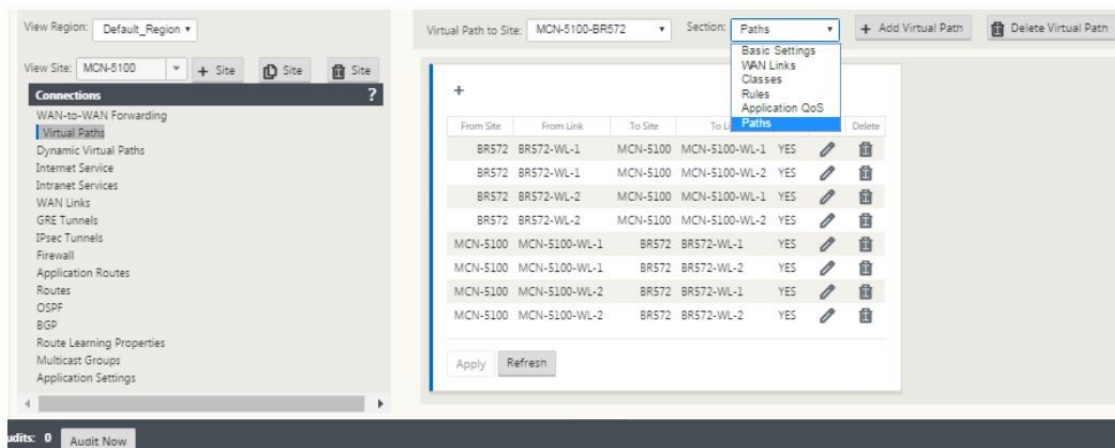 View Region: Default_Region
Virtual Path to Site: MCN-5100-BR572 Section: Paths + Add Virtual Path Delete Virtual Path
Basic Settings
WAN Links
Classes
Rules
Application QoS
Paths
View Site: MCN-5100 + Site Site Site
Connections ?
WAN-to-WAN Forwarding
Virtual Paths
Dynamic Virtual Paths
Internet Service
Intranet Services
WAN Links
GRE Tunnels
IPsec Tunnels
Firewall
Application Routes
Routes
OSPF
BGP
Route Learning Properties
Multicast Groups
Application Settings
+
From Site From Link To Site To Li Delete
BR572 BR572-WL-1 MCN-5100 MCN-5100-WL-1 YES
BR572 BR572-WL-1 MCN-5100 MCN-5100-WL-2 YES
BR572 BR572-WL-2 MCN-5100 MCN-5100-WL-1 YES
BR572 BR572-WL-2 MCN-5100 MCN-5100-WL-2 YES
MCN-5100 MCN-5100-WL-1 BR572 BR572-WL-1 YES
MCN-5100 MCN-5100-WL-1 BR572 BR572-WL-2 YES
MCN-5100 MCN-5100-WL-2 BR572 BR572-WL-1 YES
MCN-5100 MCN-5100-WL-2 BR572 BR572-WL-2 YES
Apply Refresh
udits: 0 Audit Now